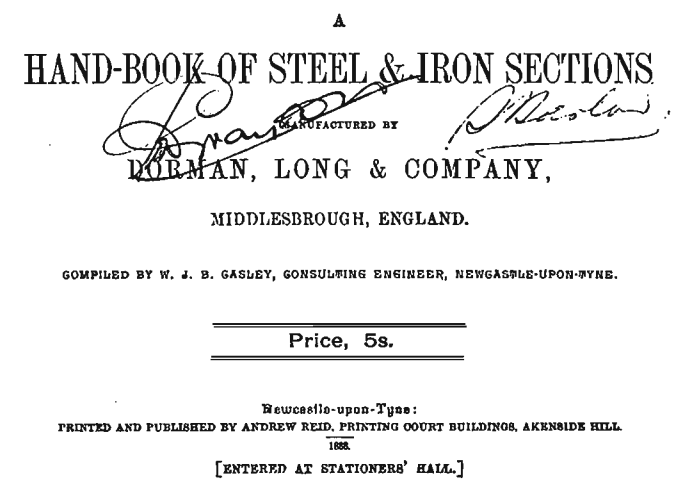 A
HAND-BOOK OF STEEL & IRON SECTIONS
MANUFACTURED BY
DORMAN, LONG & COMPANY,
MIDDLESBROUGH, ENGLAND.
COMPILED BY W. J. B. GASLEY, CONSULTING ENGINEER, NEWCASTLE-UPON-TYNE.
Price, 5s.
Newcastle-upon-Tyne:
PRINTED AND PUBLISHED BY ANDREW REID, PRINTING COURT BUILDINGS, AKENSIDE HILL.
1888.
[ENTERED AT STATIONERS' HALL.]